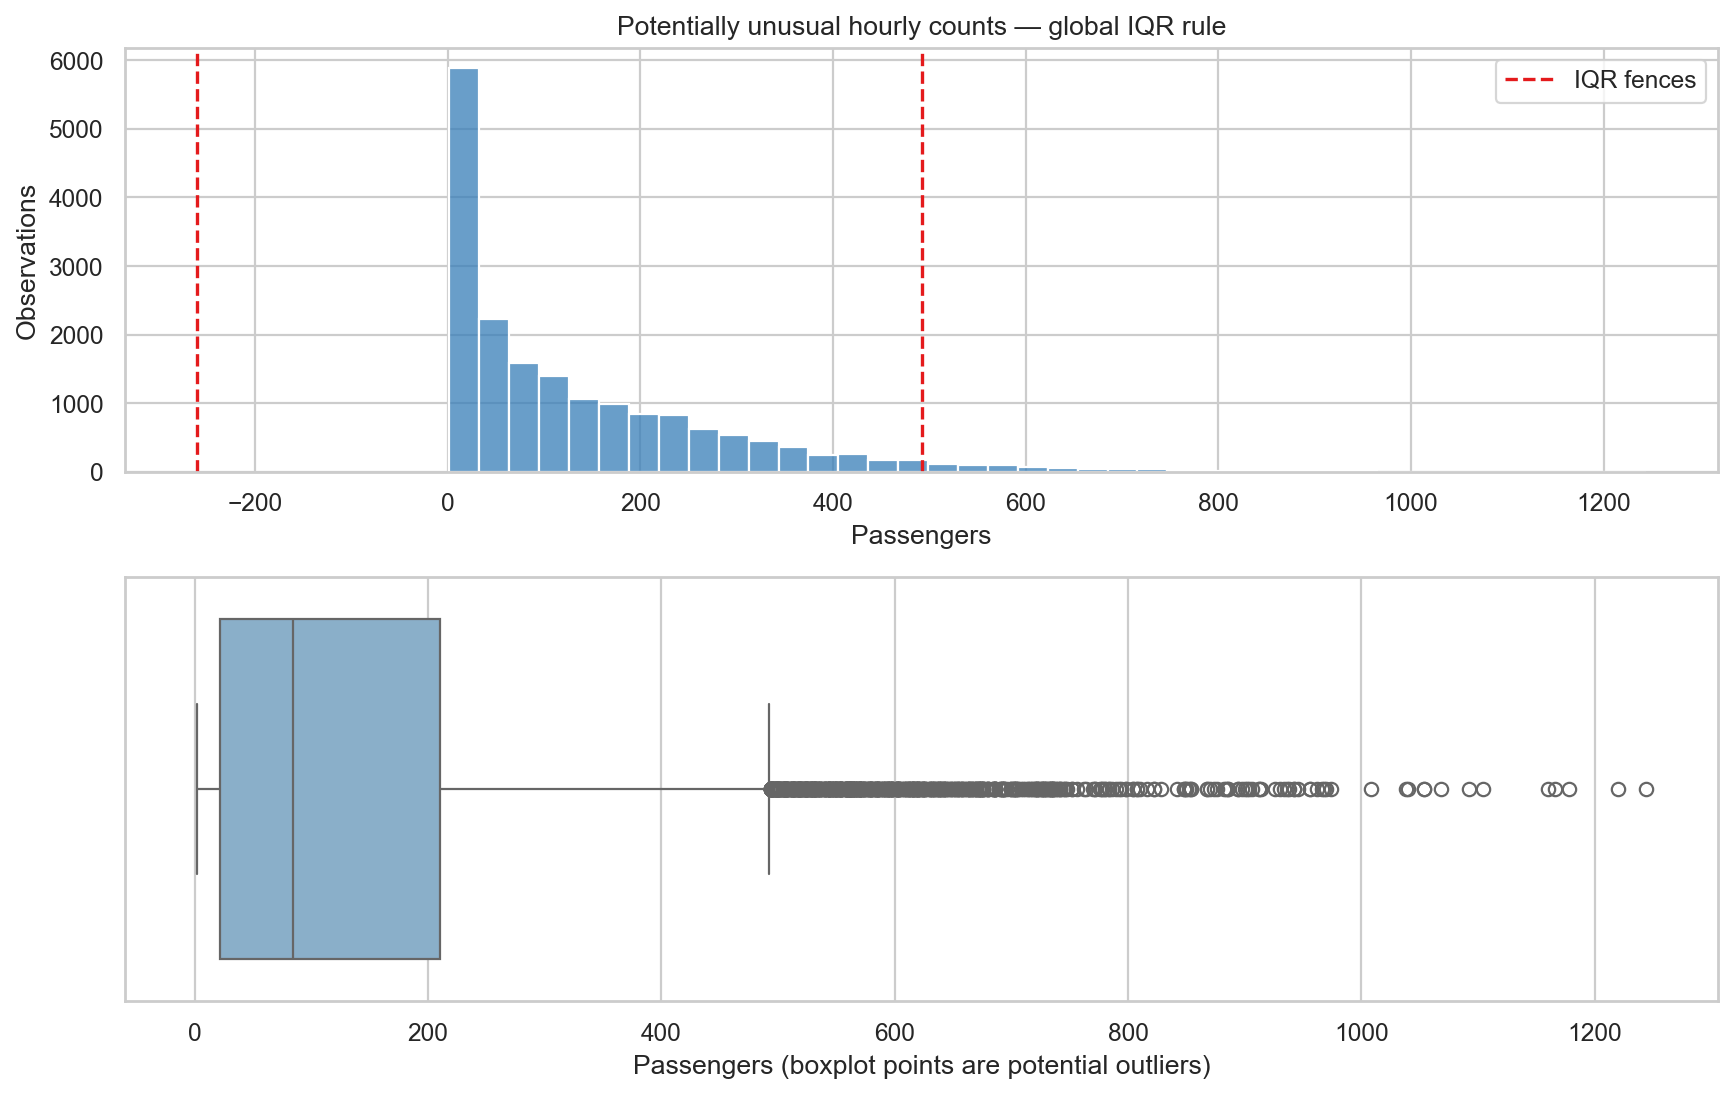 Potentially unusual hourly counts — global IQR rule
6000
5000
4000
3000
2000
1000
0
Observations
IQR fences
−200 0 200 400 600 800 1000 1200
Passengers
0 200 400 600 800 1000 1200
Passengers (boxplot points are potential outliers)